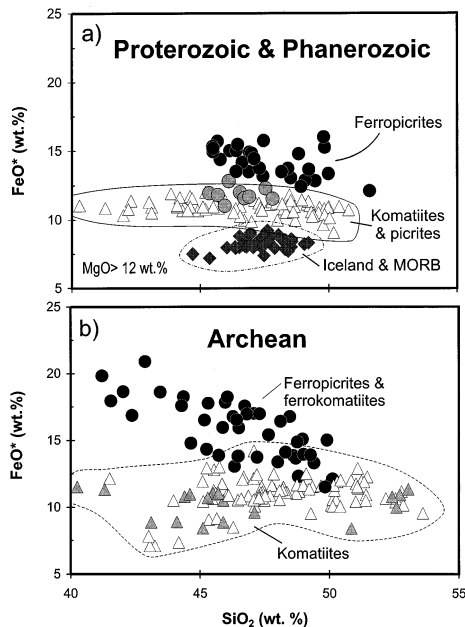 a)
Proterozoic & Phanerozoic
25
20
15
10
5
FeO* (wt.%)
Ferropicrites
Komatiites
& picrites
Iceland & MORB
MgO> 12 wt.%
b)
Archean
25
20
15
10
5
FeO* (wt.%)
Ferropicrites &
ferrokomatiites
Komatiites
40
45
50
55
SiO₂ (wt. %)